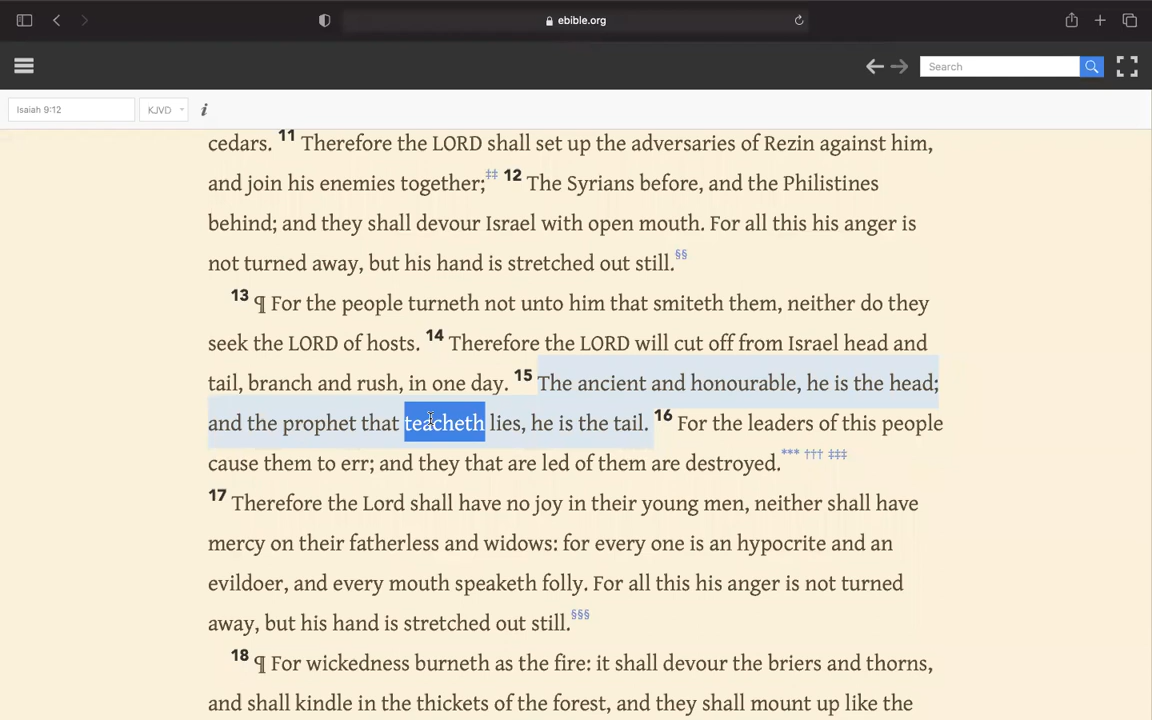 ebible.org
Search
Isaiah 9:12
KJVD
i
cedars. 11 Therefore the LORD shall set up the adversaries of Rezin against him,
and join his enemies together;‡‡ 12 The Syrians before, and the Philistines
behind; and they shall devour Israel with open mouth. For all this his anger is
not turned away, but his hand is stretched out still.§§
13 ¶ For the people turneth not unto him that smiteth them, neither do they
seek the LORD of hosts. 14 Therefore the LORD will cut off from Israel head and
tail, branch and rush, in one day. 15 The ancient and honourable, he is the head;
and the prophet that teacheth lies, he is the tail. 16 For the leaders of this people
cause them to err; and they that are led of them are destroyed.*** ††† ‡‡‡
17 Therefore the Lord shall have no joy in their young men, neither shall have
mercy on their fatherless and widows: for every one is an hypocrite and an
evildoer, and every mouth speaketh folly. For all this his anger is not turned
away, but his hand is stretched out still.§§§
18 ¶ For wickedness burneth as the fire: it shall devour the briers and thorns,
and shall kindle in the thickets of the forest, and they shall mount up like the